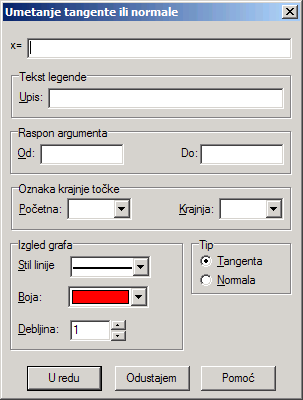 Umetanje tangente ili normale
x=
Tekst legende
Upis:
Raspon argumenta
Od: Do:
Oznaka krajnje točke
Početna: Krajnja:
Izgled grafa Tip
Stil linije Tangenta
Boja: Normala
Debljina: 1
U redu Odustajem Pomoć